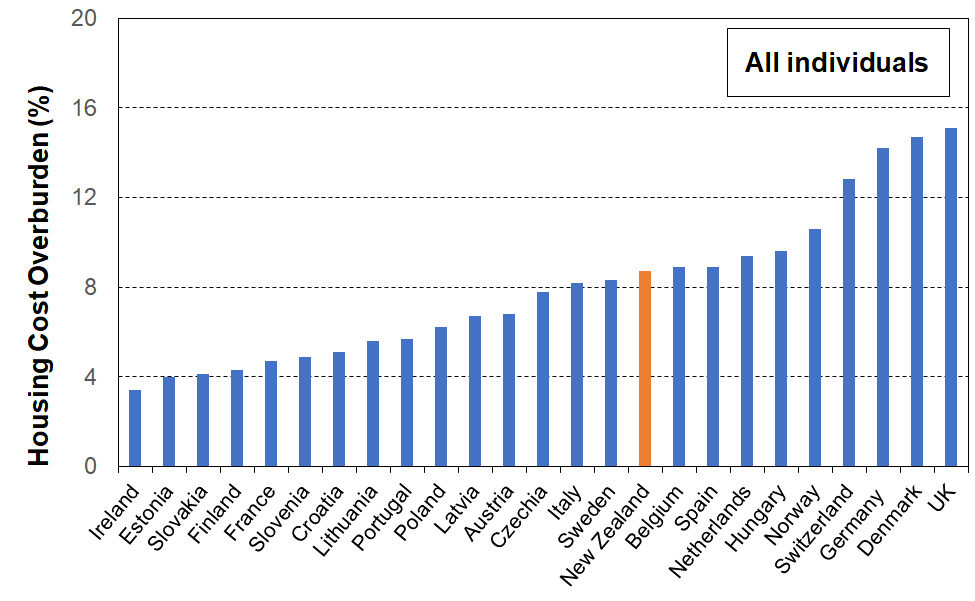 20
All individuals
16
12
8
4
0
Housing Cost Overburden (%)
Ireland
Estonia
Slovakia
Finland
France
Slovenia
Croatia
Lithuania
Portugal
Poland
Latvia
Austria
Czechia
Italy
Sweden
New Zealand
Belgium
Spain
Netherlands
Hungary
Norway
Switzerland
Germany
Denmark
UK